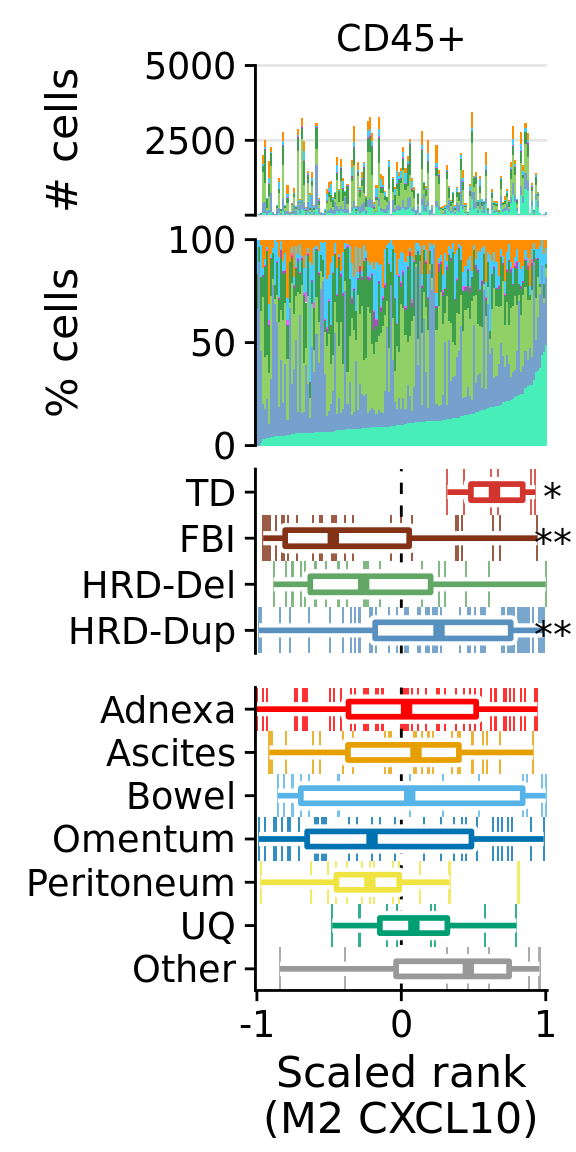 CD45+
5000
2500
# cells
100
50
0
% cells
TD *
FBI **
HRD-Del
HRD-Dup **
Adnexa
Ascites
Bowel
Omentum
Peritoneum
UQ
Other
-1 0 1
Scaled rank
(M2 CXCL10)